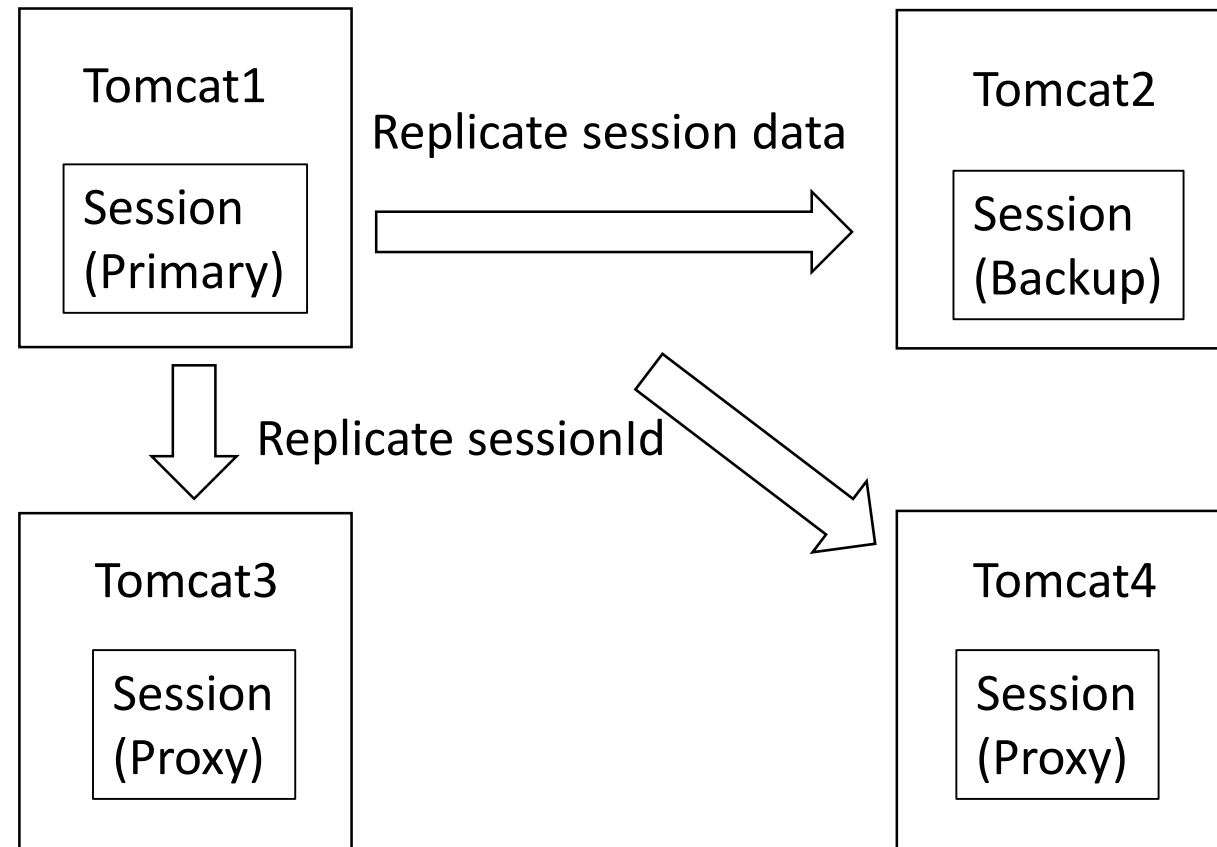 Tomcat1
Session
(Primary)
Replicate session data
Tomcat2
Session
(Backup)
Replicate sessionId
Tomcat3
Session
(Proxy)
Tomcat4
Session
(Proxy)